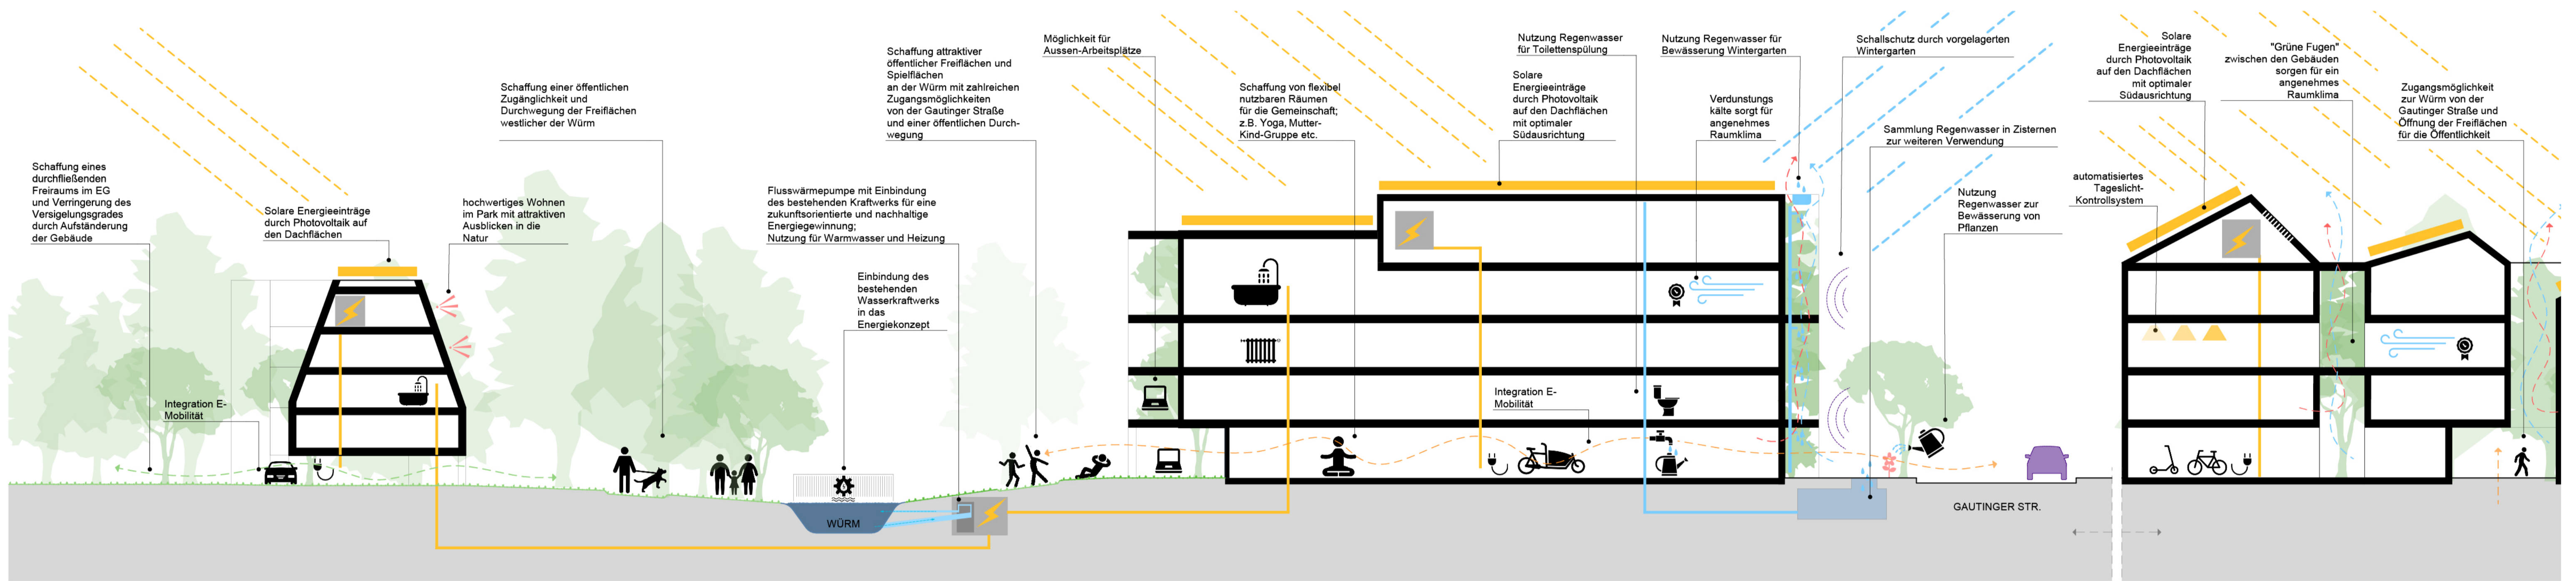 Schaffung eines
durchfließenden
Freiraums im EG
und Verringerung des
Versigelungsgrades
durch Aufständerung
der Gebäude
Integration E-
Mobilität
Solare Energieeinträge
durch Photovoltaik auf
den Dachflächen
hochwertiges Wohnen
im Park mit attraktiven
Ausblicken in die
Natur
Schaffung einer öffentlichen
Zugänglichkeit und
Durchwegung der Freiflächen
westlicher der Würm
Flusswärmepumpe mit Einbindung
des bestehenden Kraftwerks für eine
zukunftsorientierte und nachhaltige
Energiegewinnung;
Nutzung für Warmwasser und Heizung
Einbindung des
bestehenden
Wasserkraftwerks
in das
Energiekonzept
WÜRM
Schaffung attraktiver
öffentlicher Freiflächen und
Spielflächen
an der Würm mit zahlreichen
Zugangsmöglichkeiten
von der Gautinger Straße
und einer öffentlichen Durch-
wegung
Möglichkeit für
Aussen-Arbeitsplätze
Schaffung von flexibel
nutzbaren Räumen
für die Gemeinschaft;
z.B. Yoga, Mutter-
Kind-Gruppe etc.
Nutzung Regenwasser
für Toilettenspülung
Solare
Energieeinträge
durch Photovoltaik
auf den Dachflächen
mit optimaler
Südausrichtung
Integration E-
Mobilität
Nutzung Regenwasser für
Bewässerung Wintergarten
Verdunstungs
kälte sorgt für
angenehmes
Raumklima
Schallschutz durch vorgelagerten
Wintergarten
Sammlung Regenwasser in Zisternen
zur weiteren Verwendung
Nutzung
Regenwasser zur
Bewässerung von
Pflanzen
GAUTINGER STR.
Solare
Energieeinträge
durch Photovoltaik
auf den Dachflächen
mit optimaler
Südausrichtung
automatisiertes
Tageslicht-
Kontrollsystem
"Grüne Fugen"
zwischen den Gebäuden
sorgen für ein
angenehmes
Raumklima
Zugangsmöglichkeit
zur Würm von der
Gautinger Straße und
Öffnung der Freiflächen
für die Öffentlichkeit